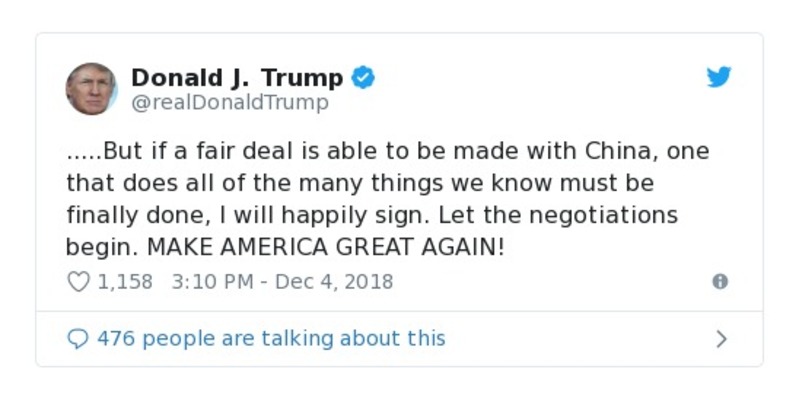 Donald J. Trump
@realDonaldTrump
.....But if a fair deal is able to be made with China, one
that does all of the many things we know must be
finally done, I will happily sign. Let the negotiations
begin. MAKE AMERICA GREAT AGAIN!
1,158 3:10 PM - Dec 4, 2018
476 people are talking about this